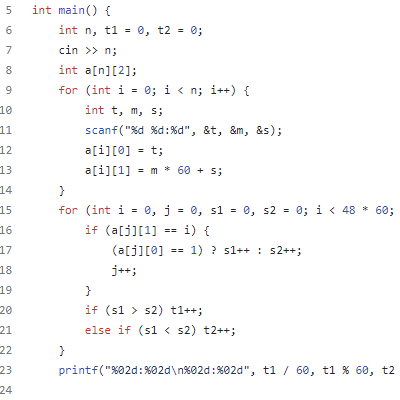 5 int main() {
6 int n, t1 = 0, t2 = 0;
7 cin >> n;
8 int a[n][2];
9 for (int i = 0; i < n; i++) {
10 int t, m, s;
11 scanf("%d %d:%d", &t, &m, &s);
12 a[i][0] = t;
13 a[i][1] = m * 60 + s;
14 }
15 for (int i = 0, j = 0, s1 = 0, s2 = 0; i < 48 * 60;
16 if (a[j][1] == i) {
17 (a[j][0] == 1) ? s1++ : s2++;
18 j++;
19 }
20 if (s1 > s2) t1++;
21 else if (s1 < s2) t2++;
22 }
23 printf("%02d:%02d\n%02d:%02d", t1 / 60, t1 % 60, t2
24